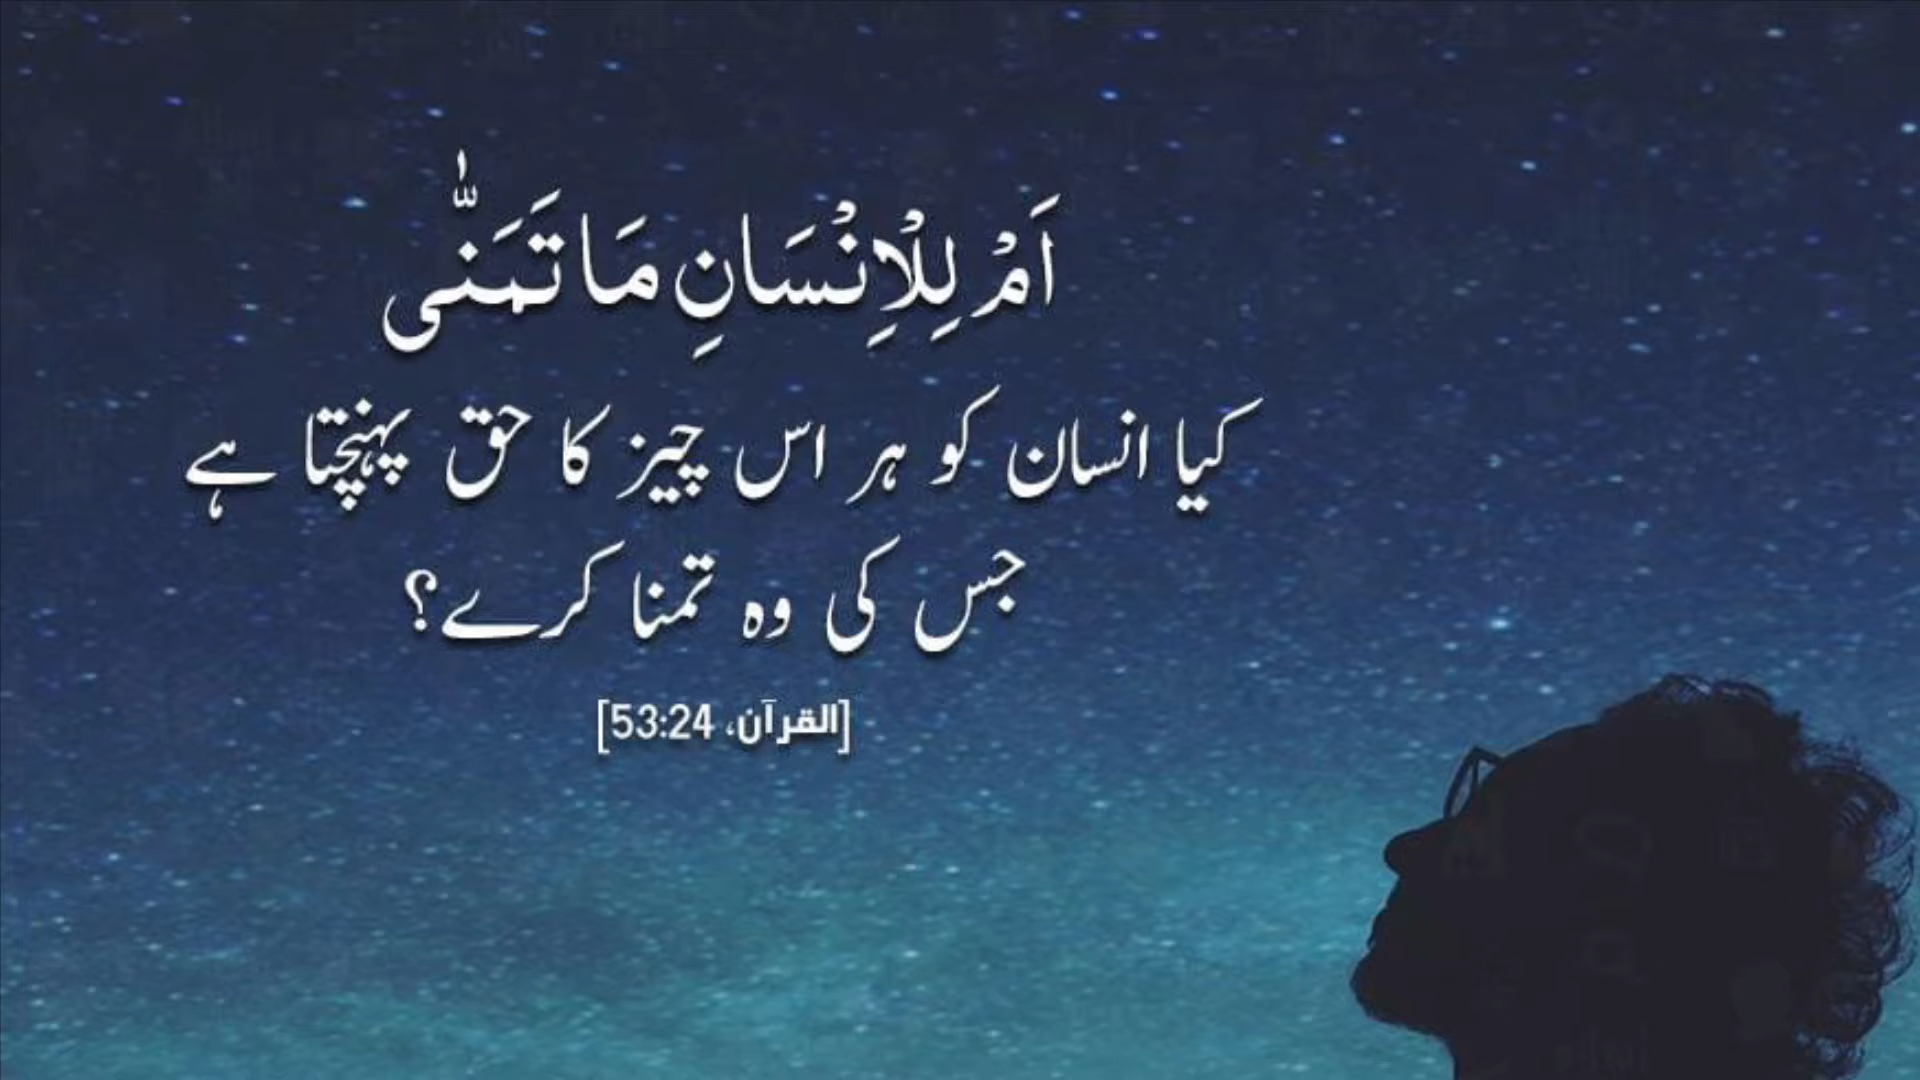 اَمْ لِلْاِنْسَانِ مَا تَمَنّٰی
کیا انسان کو ہر اس چیز کا حق پہنچتا ہے
جس کی وہ تمنا کرے؟
[القرآن، 53:24]